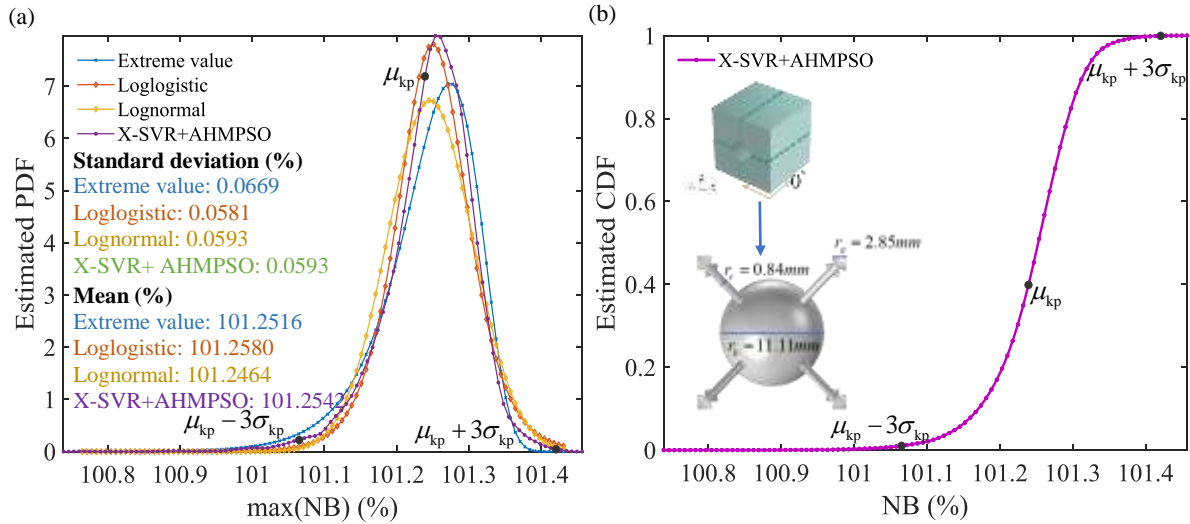 (a)
Extreme value
Loglogistic
Lognormal
X-SVR+AHMPSO
Standard deviation (%)
Extreme value: 0.0669
Loglogistic: 0.0581
Lognormal: 0.0593
X-SVR+ AHMPSO: 0.0593
Mean (%)
Extreme value: 101.2516
Loglogistic: 101.2580
Lognormal: 101.2464
X-SVR+AHMPSO: 101.2542
μkp
μkp − 3σkp
μkp + 3σkp
Estimated PDF
7
6
5
4
3
2
1
0
100.8 100.9 101 101.1 101.2 101.3 101.4
max(NB) (%)
(b)
X-SVR+AHMPSO
μkp + 3σkp
0
re = 2.85mm
rc = 0.84mm
= 11.11mm
μkp
μkp − 3σkp
Estimated CDF
1
0.8
0.6
0.4
0.2
0
100.8 100.9 101 101.1 101.2 101.3 101.4
NB (%)